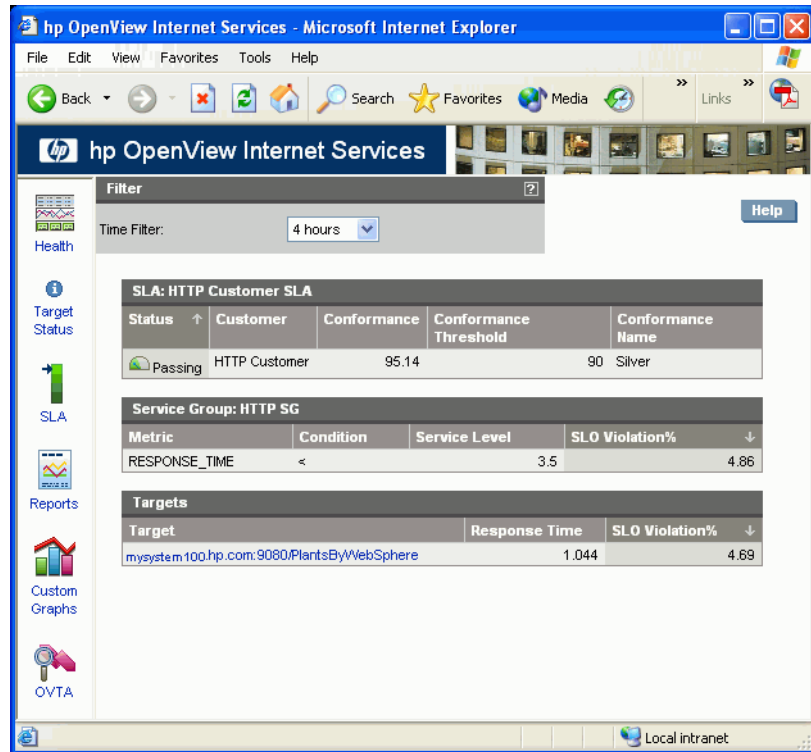 hp OpenView Internet Services - Microsoft Internet Explorer
File Edit View Favorites Tools Help
Back Search Favorites Media » Links »
hp hp OpenView Internet Services
Filter ?
Help
Time Filter: 4 hours
Health
Target Status
SLA
Reports
Custom Graphs
OVTA
SLA: HTTP Customer SLA
Status Customer Conformance Conformance Threshold Conformance Name
Passing HTTP Customer 95.14 90 Silver
Service Group: HTTP SG
Metric Condition Service Level SLO Violation%
RESPONSE_TIME < 3.5 4.86
Targets
Target Response Time SLO Violation%
mysystem100.hp.com:9080/PlantsByWebSphere 1.044 4.69
Local intranet